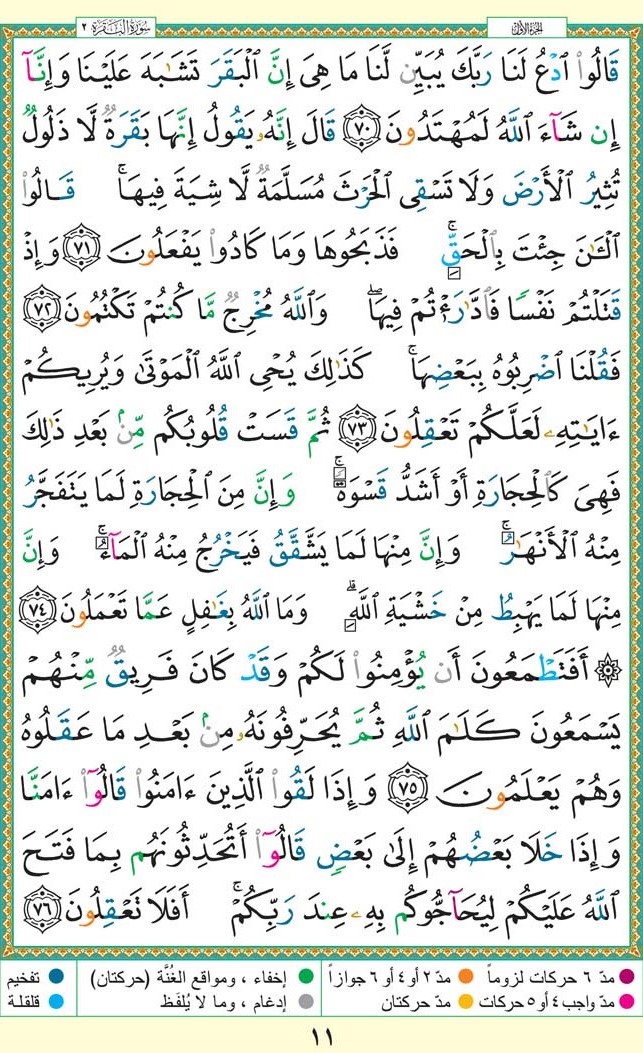 الجزء الأول
سورة البقرة ٢
قَالُوا۟ ٱدْعُ لَنَا رَبَّكَ يُبَيِّن لَّنَا مَا هِىَ إِنَّ ٱلْبَقَرَ تَشَٰبَهَ عَلَيْنَا وَإِنَّآ
إِن شَآءَ ٱللَّهُ لَمُهْتَدُونَ ٧٠ قَالَ إِنَّهُۥ يَقُولُ إِنَّهَا بَقَرَةٌ لَّا ذَلُولٌ
تُثِيرُ ٱلْأَرْضَ وَلَا تَسْقِى ٱلْحَرْثَ مُسَلَّمَةٌ لَّا شِيَةَ فِيهَا ۚ قَالُوا۟
ٱلْـَٰٔنَ جِئْتَ بِٱلْحَقِّ ۚ فَذَبَحُوهَا وَمَا كَادُوا۟ يَفْعَلُونَ ٧١ وَإِذْ
قَتَلْتُمْ نَفْسًا فَٱدَّٰرَْٰٔتُمْ فِيهَا ۖ وَٱللَّهُ مُخْرِجٌ مَّا كُنتُمْ تَكْتُمُونَ ٧٢
فَقُلْنَا ٱضْرِبُوهُ بِبَعْضِهَا ۚ كَذَٰلِكَ يُحْىِ ٱللَّهُ ٱلْمَوْتَىٰ وَيُرِيكُمْ
ءَايَٰتِهِۦ لَعَلَّكُمْ تَعْقِلُونَ ٧٣ ثُمَّ قَسَتْ قُلُوبُكُم مِّنۢ بَعْدِ ذَٰلِكَ
فَهِىَ كَٱلْحِجَارَةِ أَوْ أَشَدُّ قَسْوَةً ۚ وَإِنَّ مِنَ ٱلْحِجَارَةِ لَمَا يَتَفَجَّرُ
مِنْهُ ٱلْأَنْهَٰرُ ۚ وَإِنَّ مِنْهَا لَمَا يَشَّقَّقُ فَيَخْرُجُ مِنْهُ ٱلْمَآءُ ۚ وَإِنَّ
مِنْهَا لَمَا يَهْبِطُ مِنْ خَشْيَةِ ٱللَّهِ ۗ وَمَا ٱللَّهُ بِغَٰفِلٍ عَمَّا تَعْمَلُونَ ٧٤
۞ أَفَتَطْمَعُونَ أَن يُؤْمِنُوا۟ لَكُمْ وَقَدْ كَانَ فَرِيقٌ مِّنْهُمْ
يَسْمَعُونَ كَلَٰمَ ٱللَّهِ ثُمَّ يُحَرِّفُونَهُۥ مِنۢ بَعْدِ مَا عَقَلُوهُ
وَهُمْ يَعْلَمُونَ ٧٥ وَإِذَا لَقُوا۟ ٱلَّذِينَ ءَامَنُوا۟ قَالُوٓا۟ ءَامَنَّا
وَإِذَا خَلَا بَعْضُهُمْ إِلَىٰ بَعْضٍ قَالُوٓا۟ أَتُحَدِّثُونَهُم بِمَا فَتَحَ
ٱللَّهُ عَلَيْكُمْ لِيُحَآجُّوكُم بِهِۦ عِندَ رَبِّكُمْ ۚ أَفَلَا تَعْقِلُونَ ٧٦
مدّ ٦ حركات لزوماً
مدّ ٢ أو ٤ أو ٦ جوازاً
إخفاء ، ومواقع الغُنَّة (حركتان)
تفخيم
مدّ واجب ٤ أو ٥ حركات
مدّ حركتان
إدغام ، وما لا يُلفَظ
قلقلة
١١